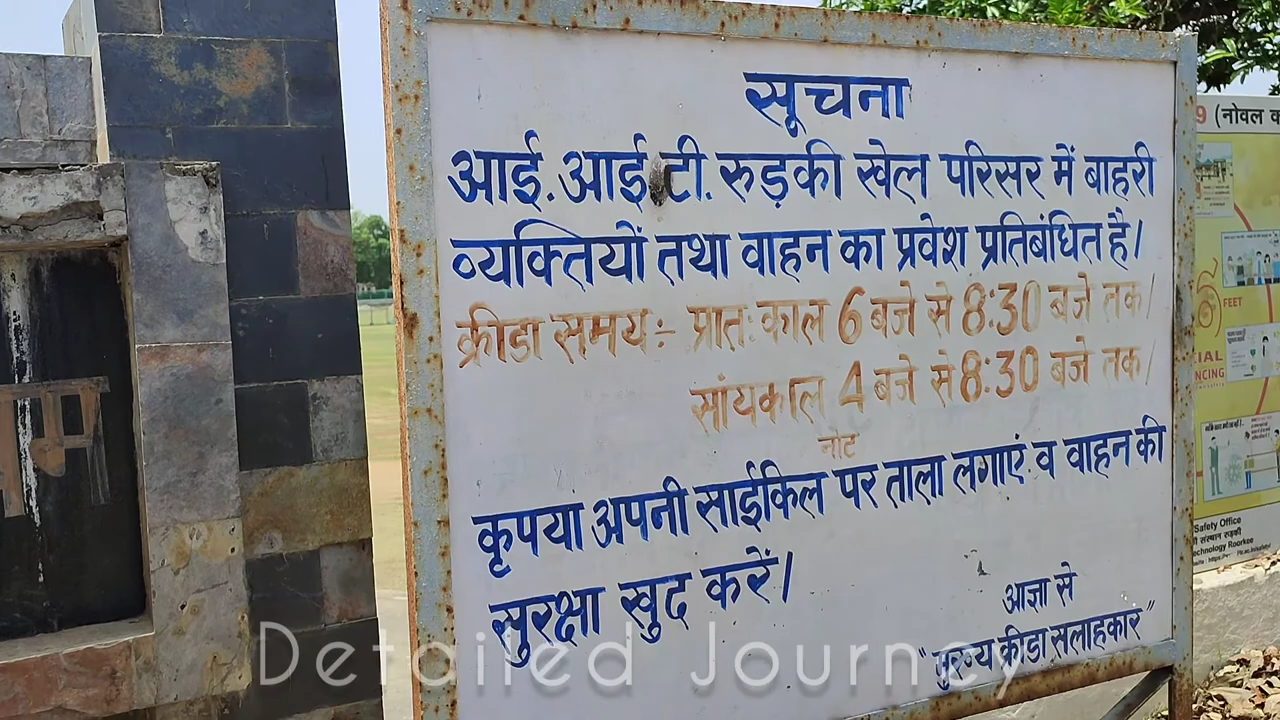 सूचना
आई.आई टी. रुड़की खेल परिसर में बाहरी
व्यक्तियों तथा वाहन का प्रवेश प्रतिबंधित है।
क्रीडा समय:- प्रातःकाल 6 बजे से 8:30 बजे तक।
सांयकाल 4 बजे से 8:30 बजे तक।
नोट
कृपया अपनी साईकिल पर ताला लगाएं व वाहन की
सुरक्षा खुद करें।
आज्ञा से
"मुख्य क्रीडा सलाहकार"
9 (नोवल
6
FEET
Safety Office
संस्थान रुड़की
Technology Roorkee
Detailed Journey